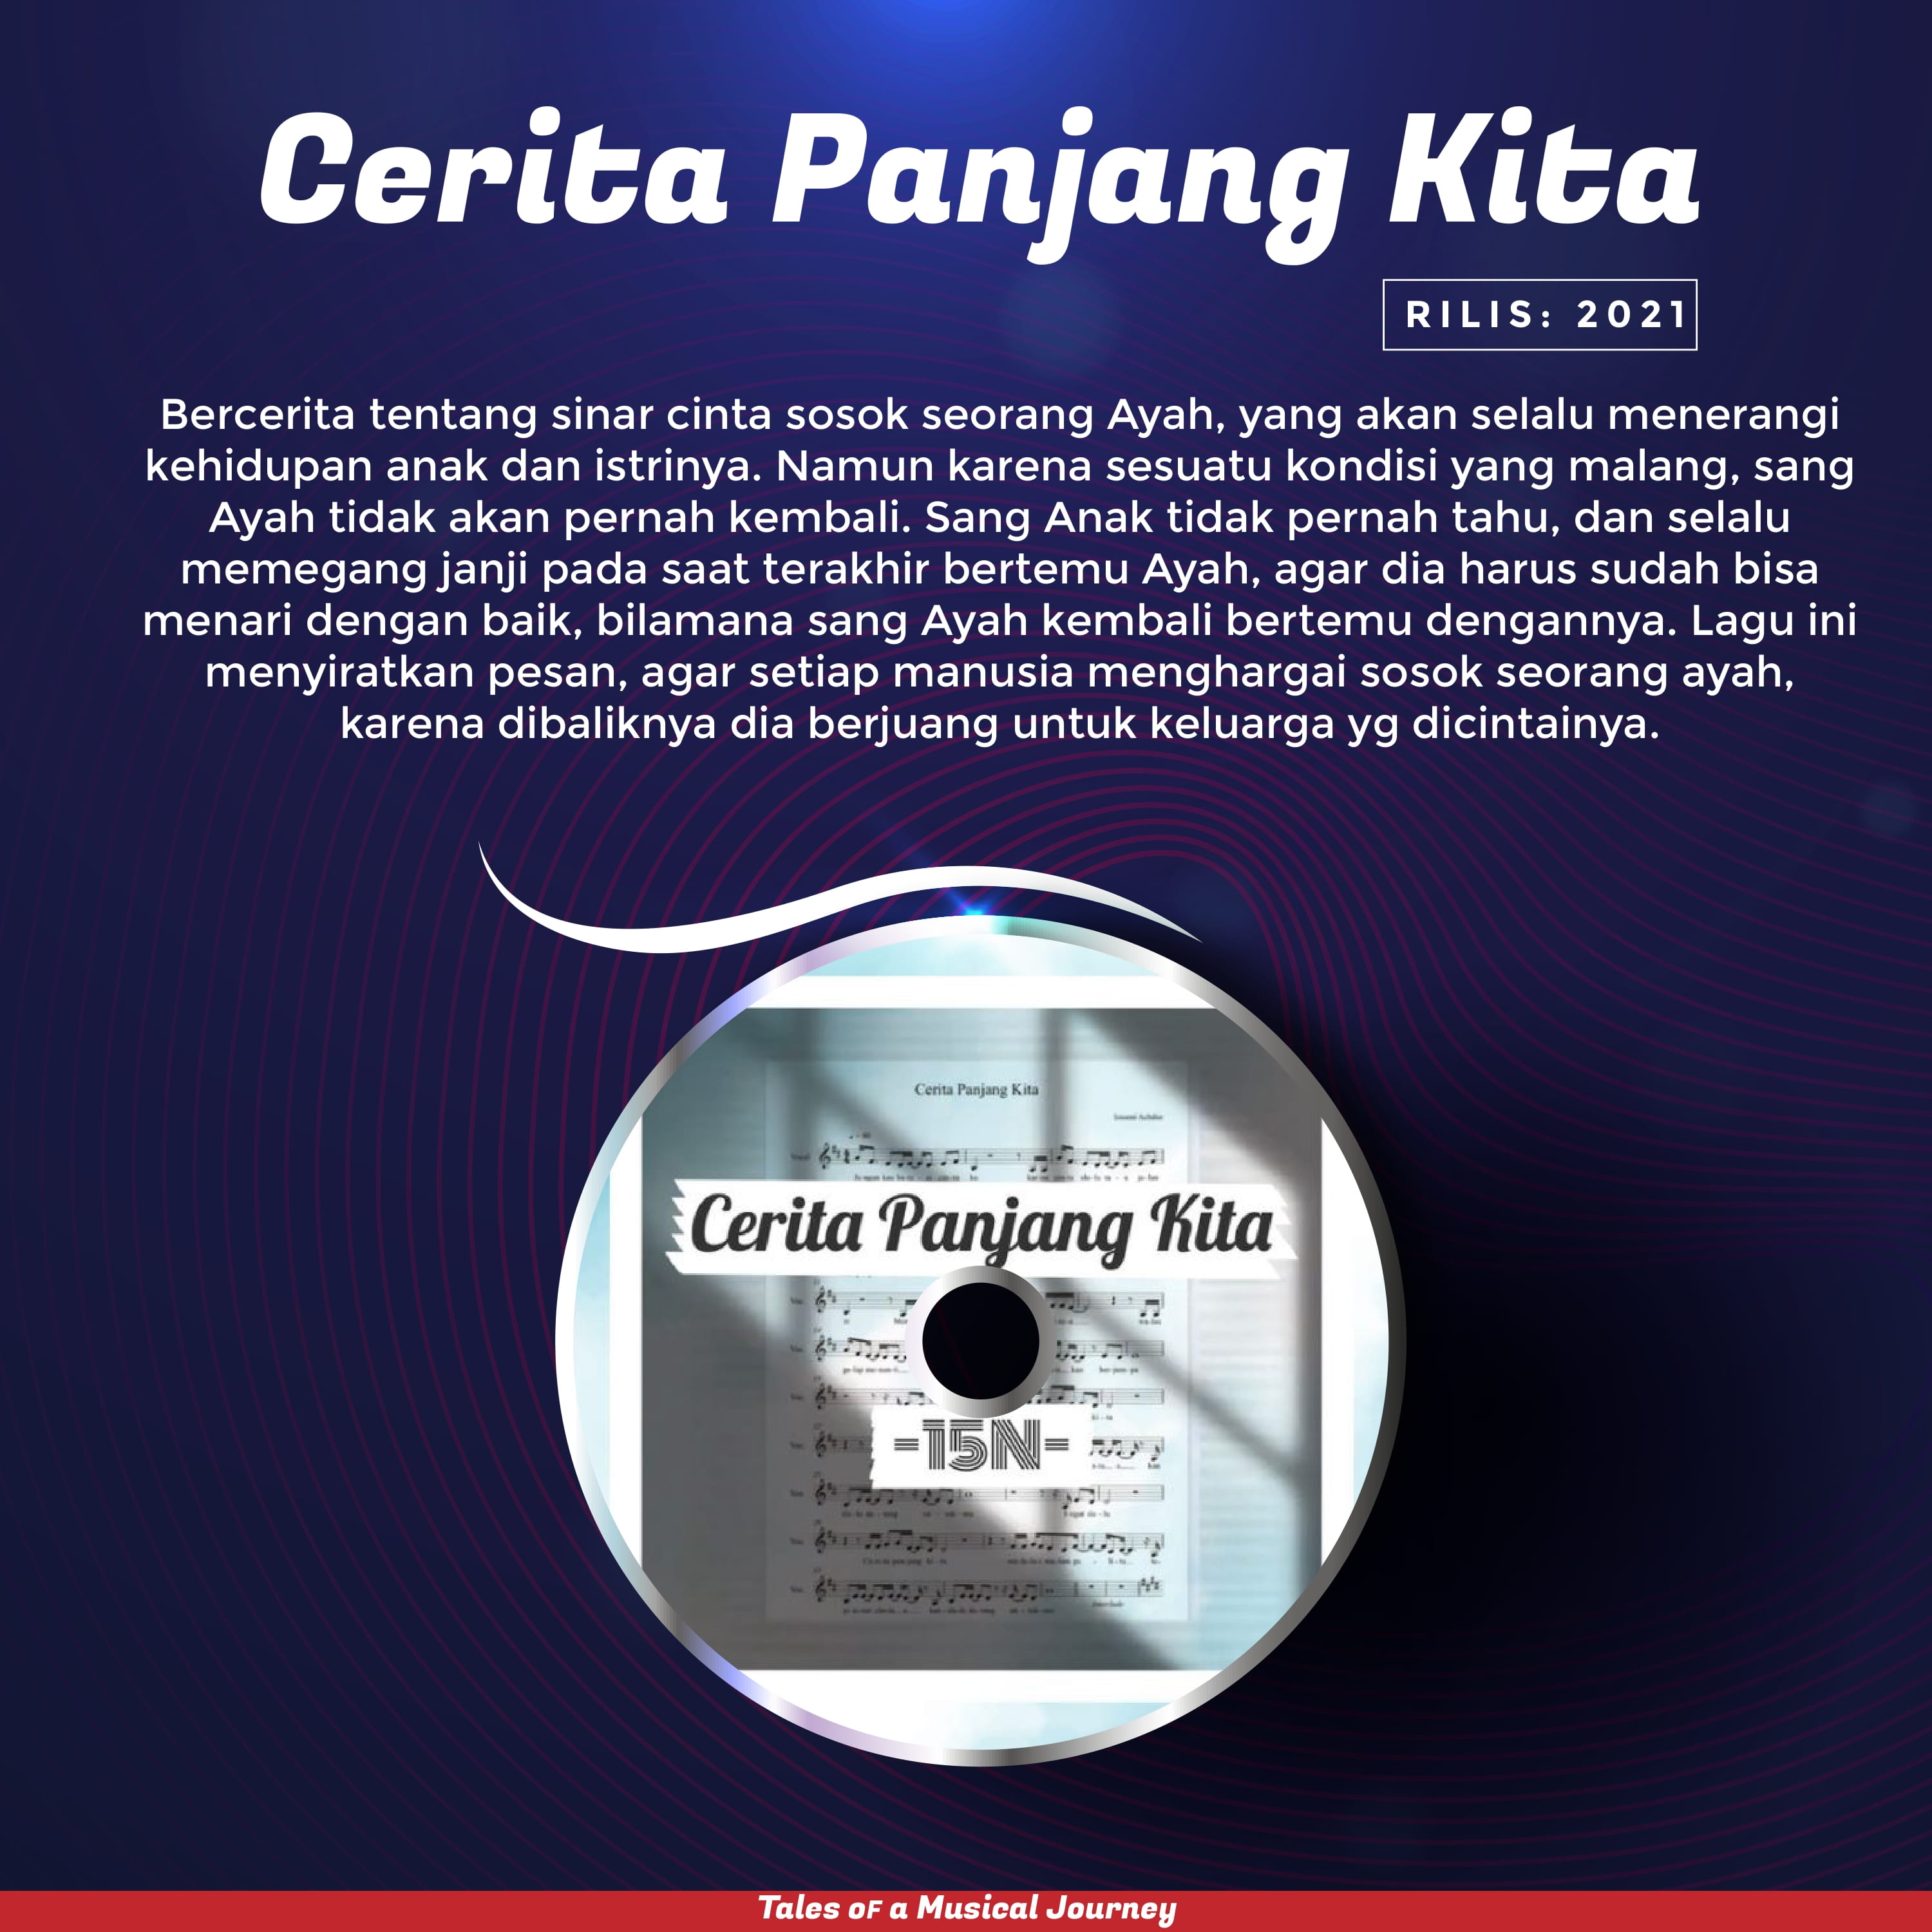 Cerita Panjang Kita
RILIS: 2021
Bercerita tentang sinar cinta sosok seorang Ayah, yang akan selalu menerangi
kehidupan anak dan istrinya. Namun karena sesuatu kondisi yang malang, sang
Ayah tidak akan pernah kembali. Sang Anak tidak pernah tahu, dan selalu
memegang janji pada saat terakhir bertemu Ayah, agar dia harus sudah bisa
menari dengan baik, bilamana sang Ayah kembali bertemu dengannya. Lagu ini
menyiratkan pesan, agar setiap manusia menghargai sosok seorang ayah,
karena dibaliknya dia berjuang untuk keluarga yg dicintainya.
Cerita Panjang Kita
Cerita Panjang Kita
-15N-
Tales oF a Musical Journey